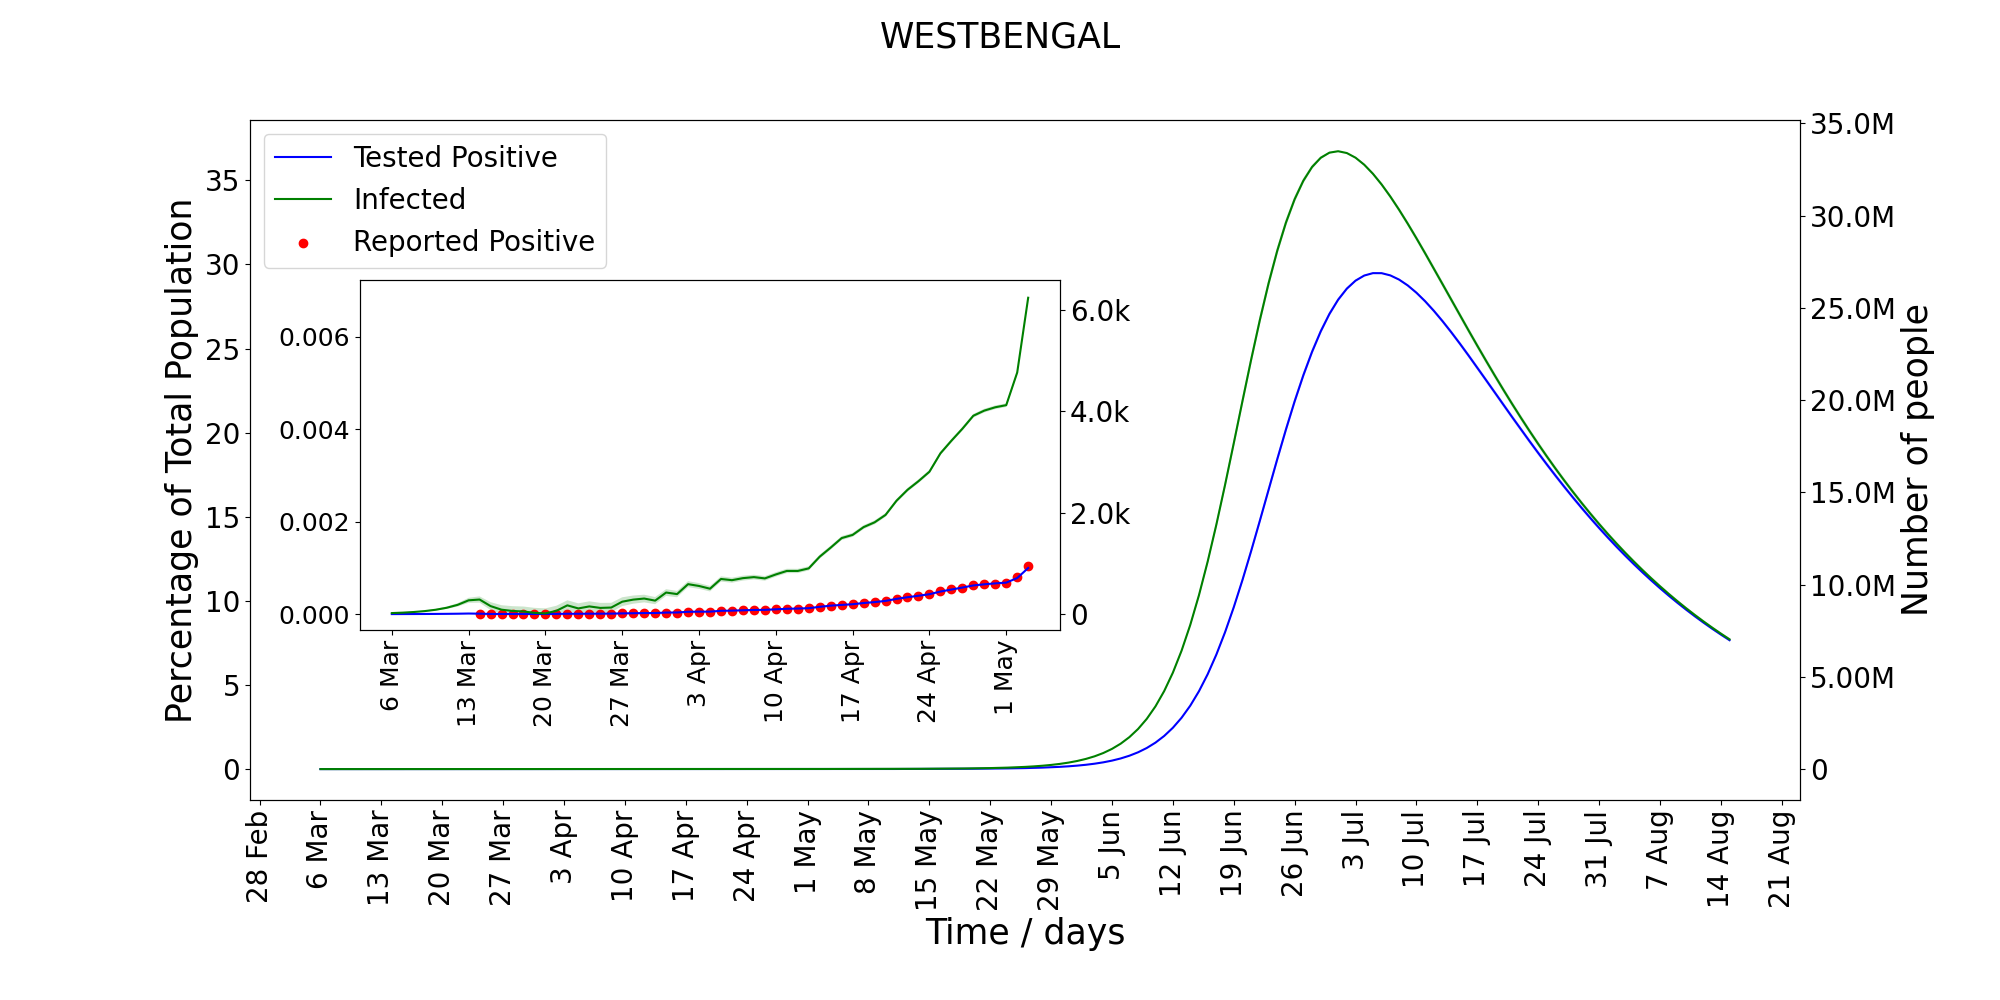 WESTBENGAL
Tested Positive
Infected
Reported Positive
Percentage of Total Population
35
30
25
20
15
10
5
0
35.0M
30.0M
25.0M
20.0M
15.0M
10.0M
5.00M
0
Number of people
0.006
0.004
0.002
0.000
6.0k
4.0k
2.0k
0
6 Mar
13 Mar
20 Mar
27 Mar
3 Apr
10 Apr
17 Apr
24 Apr
1 May
28 Feb
6 Mar
13 Mar
20 Mar
27 Mar
3 Apr
10 Apr
17 Apr
24 Apr
1 May
8 May
15 May
22 May
29 May
5 Jun
12 Jun
19 Jun
26 Jun
3 Jul
10 Jul
17 Jul
24 Jul
31 Jul
7 Aug
14 Aug
21 Aug
Time / days